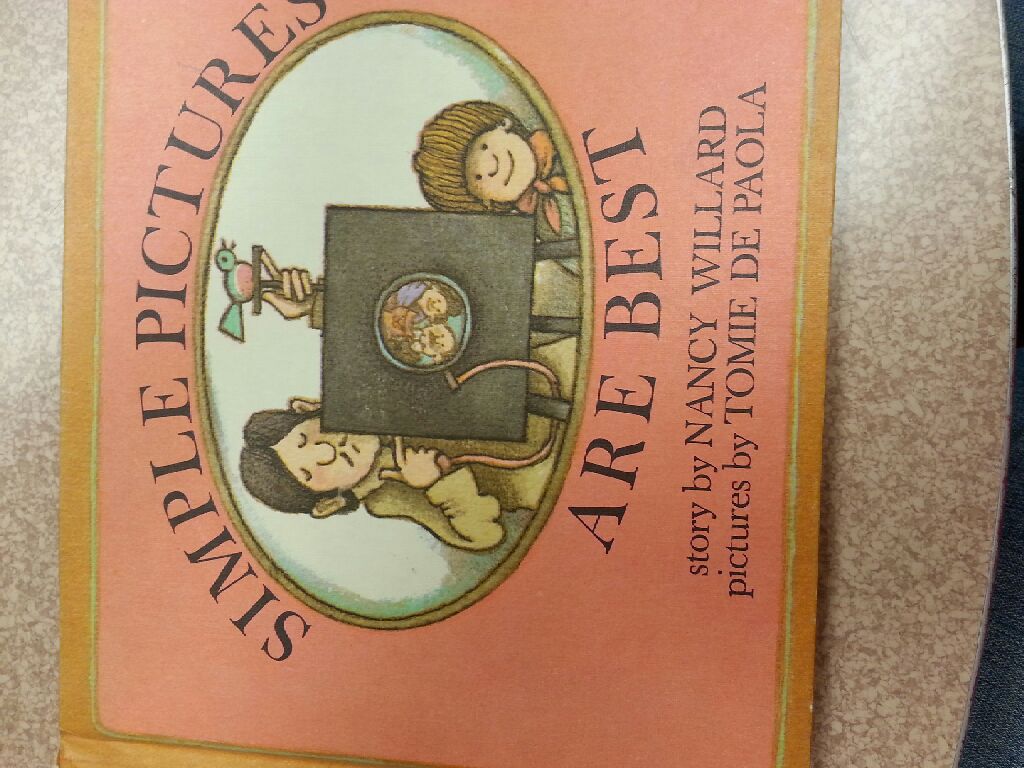 SIMPLE PICTURES
ARE BEST
story by NANCY WILLARD
pictures by TOMIE DE PAOLA